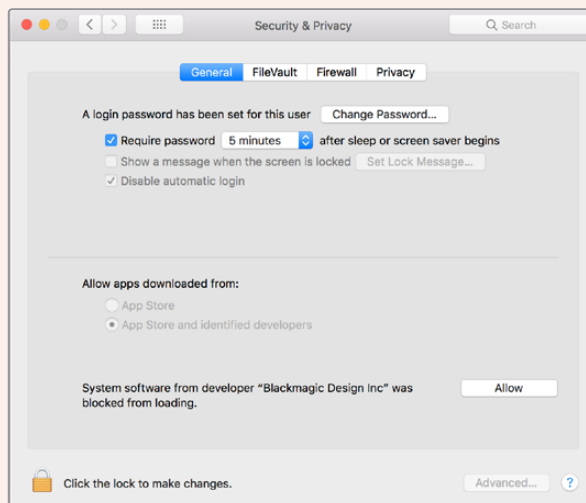 Security & Privacy
Search
General FileVault Firewall Privacy
A login password has been set for this user Change Password...
Require password 5 minutes after sleep or screen saver begins
Show a message when the screen is locked Set Lock Message...
Disable automatic login
Allow apps downloaded from:
App Store
App Store and identified developers
System software from developer “Blackmagic Design Inc” was
blocked from loading.
Allow
Click the lock to make changes.
Advanced...
?